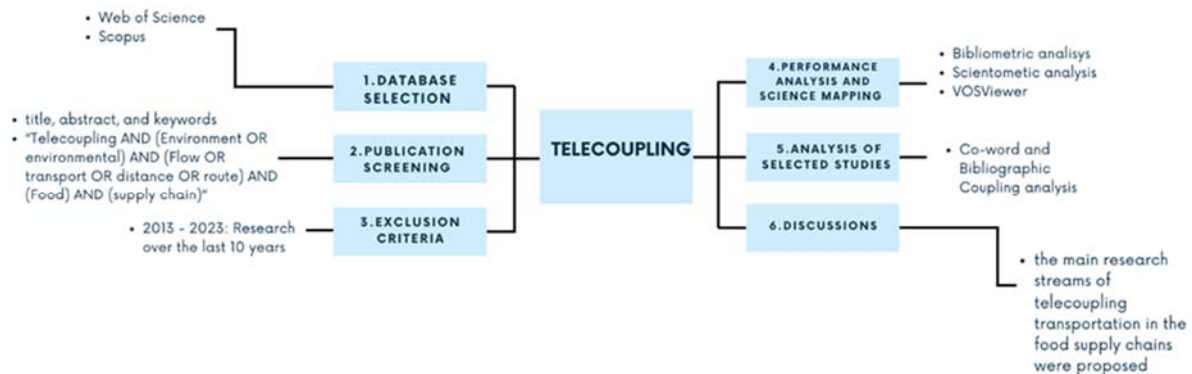 • Web of Science
• Scopus
1.DATABASE
SELECTION
• title, abstract, and keywords
• "Telecoupling AND (Environment OR
environmental) AND (Flow OR
transport OR distance OR route) AND
(Food) AND (supply chain)"
2.PUBLICATION
SCREENING
• 2013 - 2023: Research
over the last 10 years
3.EXCLUSION
CRITERIA
TELECOUPLING
4.PERFORMANCE
ANALYSIS AND
SCIENCE MAPPING
• Bibliometric analisys
• Scientometic analysis
• VOSViewer
5.ANALYSIS OF
SELECTED STUDIES
• Co-word and
Bibliographic
Coupling analysis
6.DISCUSSIONS
• the main research
streams of
telecoupling
transportation in the
food supply chains
were proposed